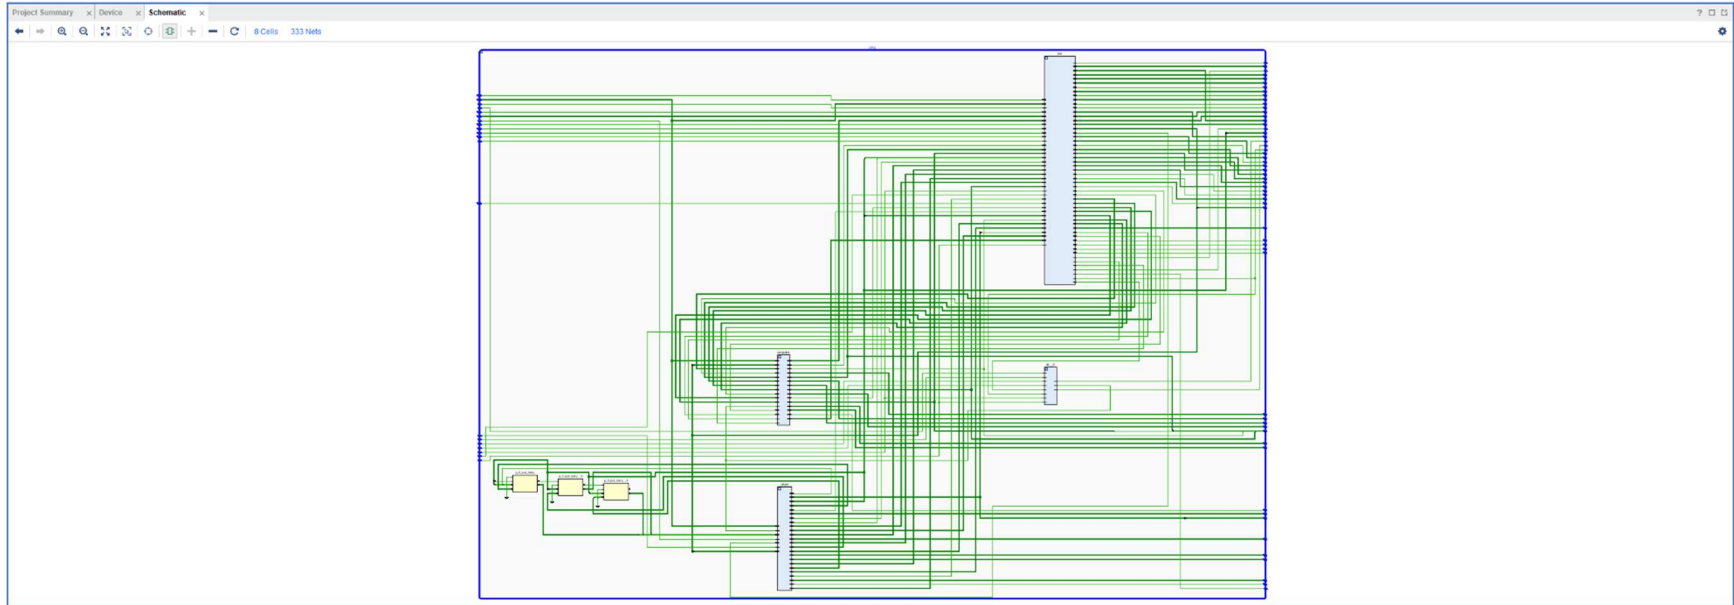 Project Summary × Device × Schematic ×
?
8 Cells 333 Nets